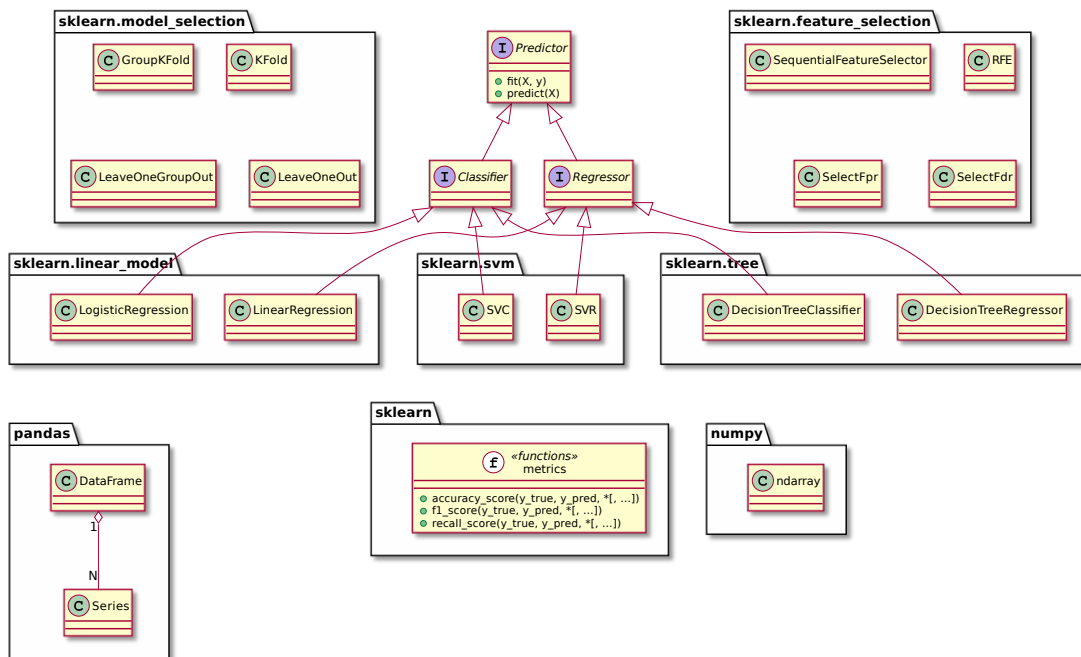 sklearn.model_selection
C GroupKFold
C KFold
C LeaveOneGroupOut
C LeaveOneOut
I Predictor
fit(X, y)
predict(X)
I Classifier
I Regressor
sklearn.feature_selection
C SequentialFeatureSelector
C RFE
C SelectFpr
C SelectFdr
sklearn.linear_model
C LogisticRegression
C LinearRegression
sklearn.svm
C SVC
C SVR
sklearn.tree
C DecisionTreeClassifier
C DecisionTreeRegressor
pandas
C DataFrame
1
N
C Series
sklearn
f «functions»
metrics
accuracy_score(y_true, y_pred, *[, ...])
f1_score(y_true, y_pred, *[, ...])
recall_score(y_true, y_pred, *[, ...])
numpy
C ndarray